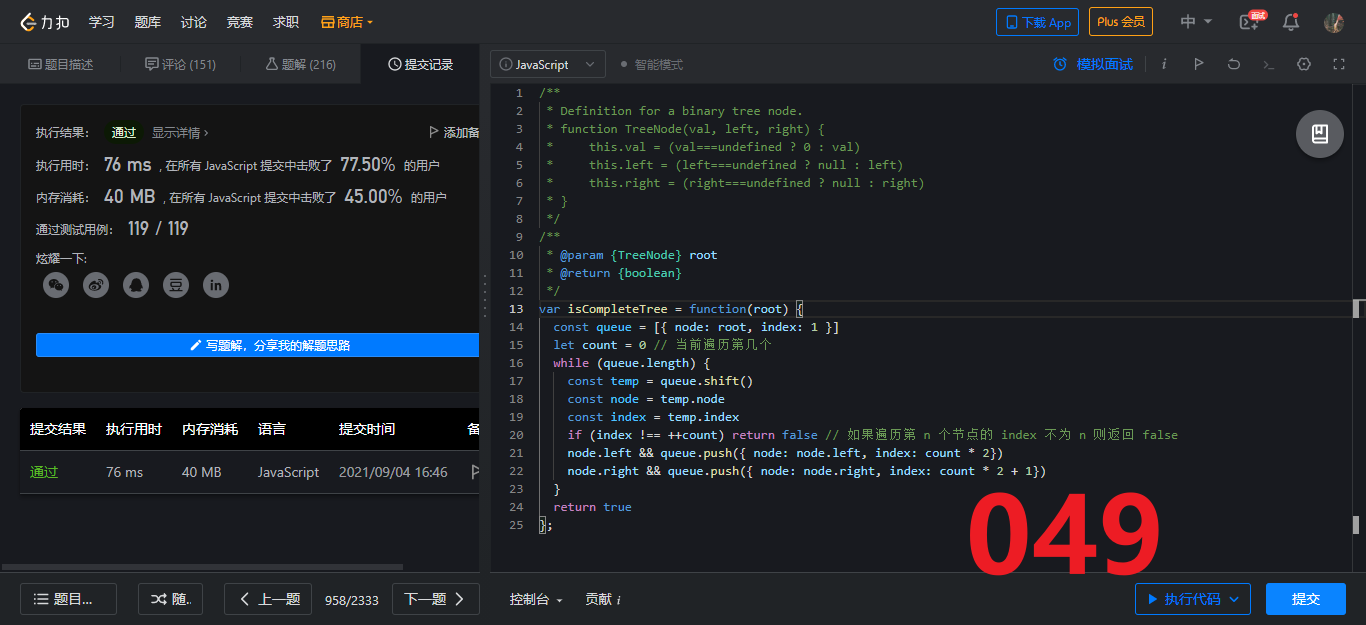 力扣 学习 题库 讨论 竞赛 求职 商店 下载 App Plus 会员 中 面试
题目描述 评论 (151) 题解 (216) 提交记录
执行结果： 通过 显示详情 › 添加备
执行用时： 76 ms , 在所有 JavaScript 提交中击败了 77.50% 的用户
内存消耗： 40 MB , 在所有 JavaScript 提交中击败了 45.00% 的用户
通过测试用例： 119 / 119
炫耀一下:
豆 in
写题解，分享我的解题思路
提交结果 执行用时 内存消耗 语言 提交时间 备
通过 76 ms 40 MB JavaScript 2021/09/04 16:46
题目... 随.. 上一题 958/2333 下一题
JavaScript 智能模式 模拟面试 i
1 /**
2  * Definition for a binary tree node.
3  * function TreeNode(val, left, right) {
4  *     this.val = (val===undefined ? 0 : val)
5  *     this.left = (left===undefined ? null : left)
6  *     this.right = (right===undefined ? null : right)
7  * }
8  */
9 /**
10  * @param {TreeNode} root
11  * @return {boolean}
12  */
13 var isCompleteTree = function(root) {
14   const queue = [{ node: root, index: 1 }]
15   let count = 0 // 当前遍历第几个
16   while (queue.length) {
17     const temp = queue.shift()
18     const node = temp.node
19     const index = temp.index
20     if (index !== ++count) return false // 如果遍历第 n 个节点的 index 不为 n 则返回 false
21     node.left && queue.push({ node: node.left, index: count * 2})
22     node.right && queue.push({ node: node.right, index: count * 2 + 1})
23   }
24   return true
25 };
049
控制台 贡献 i 执行代码 提交